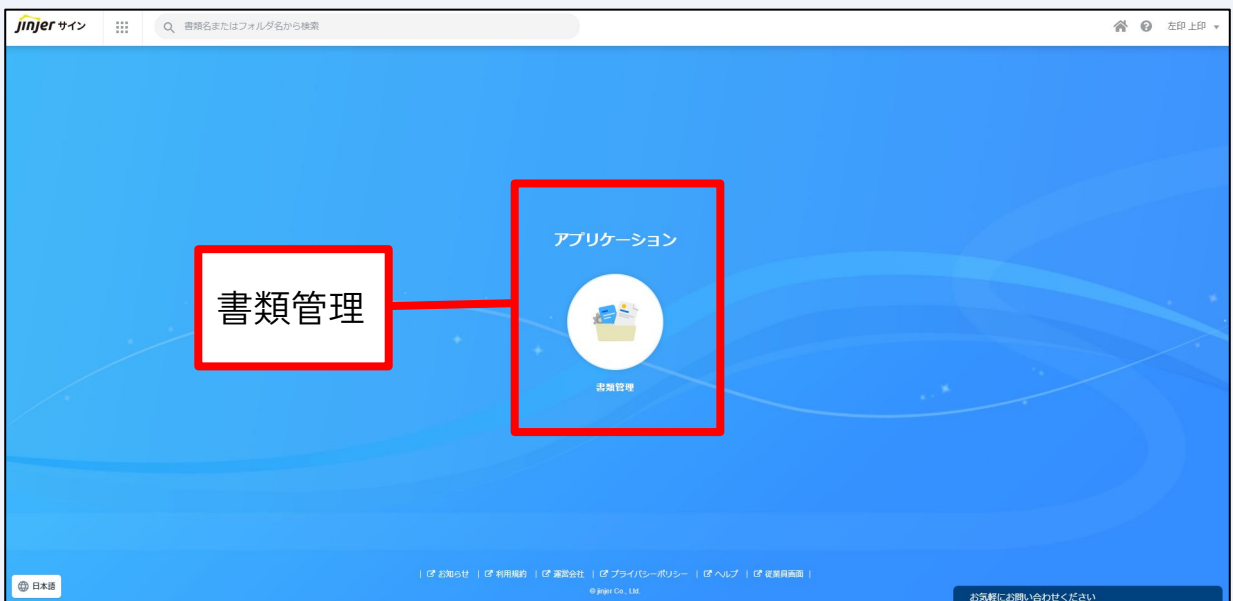 jinjer サイン
書類名またはフォルダ名から検索
左印 上印
アプリケーション
書類管理
書類管理
| お知らせ | 利用規約 | 運営会社 | プライバシーポリシー | ヘルプ | 従業員画面 |
© jinjer Co., Ltd.
日本語
お気軽にお問い合わせください